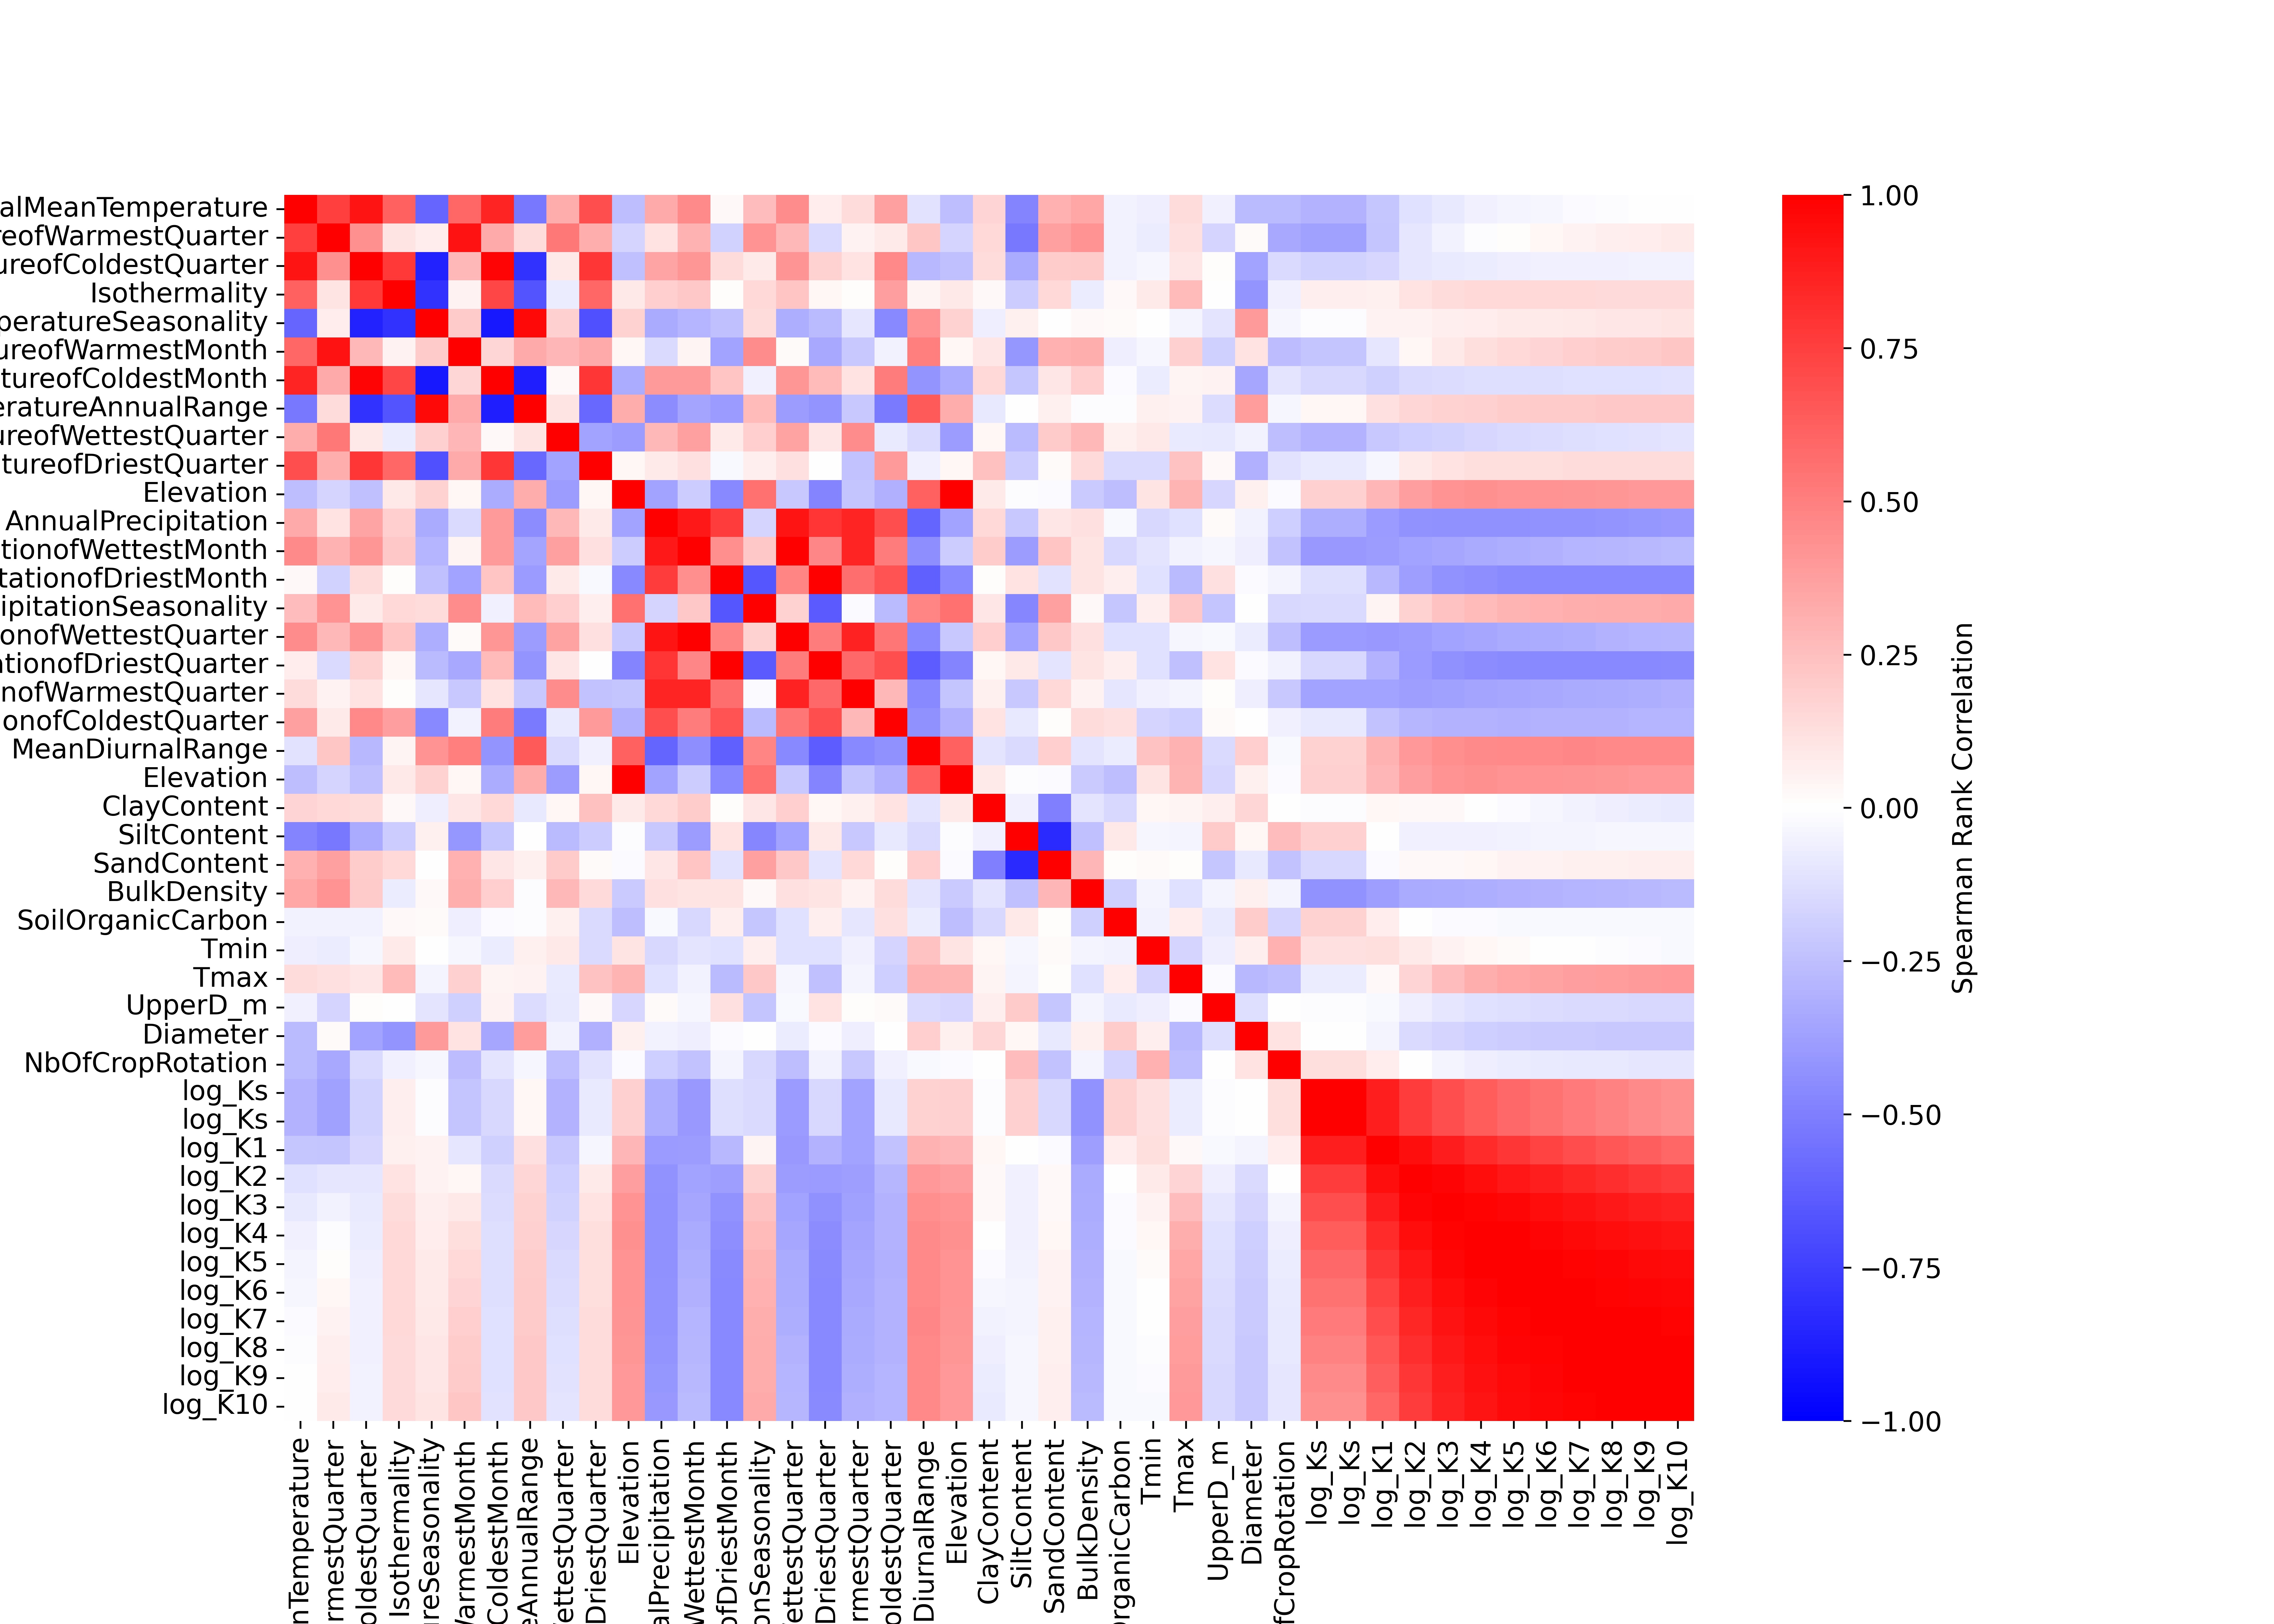 alMeanTemperature
reofWarmestQuarter
ureofColdestQuarter
Isothermality
peratureSeasonality
ureofWarmestMonth
tureofColdestMonth
eratureAnnualRange
ureofWettestQuarter
tureofDriestQuarter
Elevation
AnnualPrecipitation
tionofWettestMonth
tationofDriestMonth
ipitationSeasonality
onofWettestQuarter
ationofDriestQuarter
nofWarmestQuarter
onofColdestQuarter
MeanDiurnalRange
Elevation
ClayContent
SiltContent
SandContent
BulkDensity
SoilOrganicCarbon
Tmin
Tmax
UpperD_m
Diameter
NbOfCropRotation
log_Ks
log_Ks
log_K1
log_K2
log_K3
log_K4
log_K5
log_K6
log_K7
log_K8
log_K9
log_K10
nTemperature
rmestQuarter
oldestQuarter
Isothermality
reSeasonality
WarmestMonth
ColdestMonth
eAnnualRange
ettestQuarter
DriestQuarter
Elevation
alPrecipitation
WettestMonth
ofDriestMonth
onSeasonality
ettestQuarter
DriestQuarter
rmestQuarter
oldestQuarter
DiurnalRange
Elevation
ClayContent
SiltContent
SandContent
BulkDensity
OrganicCarbon
Tmin
Tmax
UpperD_m
Diameter
fCropRotation
log_Ks
log_Ks
log_K1
log_K2
log_K3
log_K4
log_K5
log_K6
log_K7
log_K8
log_K9
log_K10
1.00
0.75
0.50
0.25
0.00
−0.25
−0.50
−0.75
−1.00
Spearman Rank Correlation